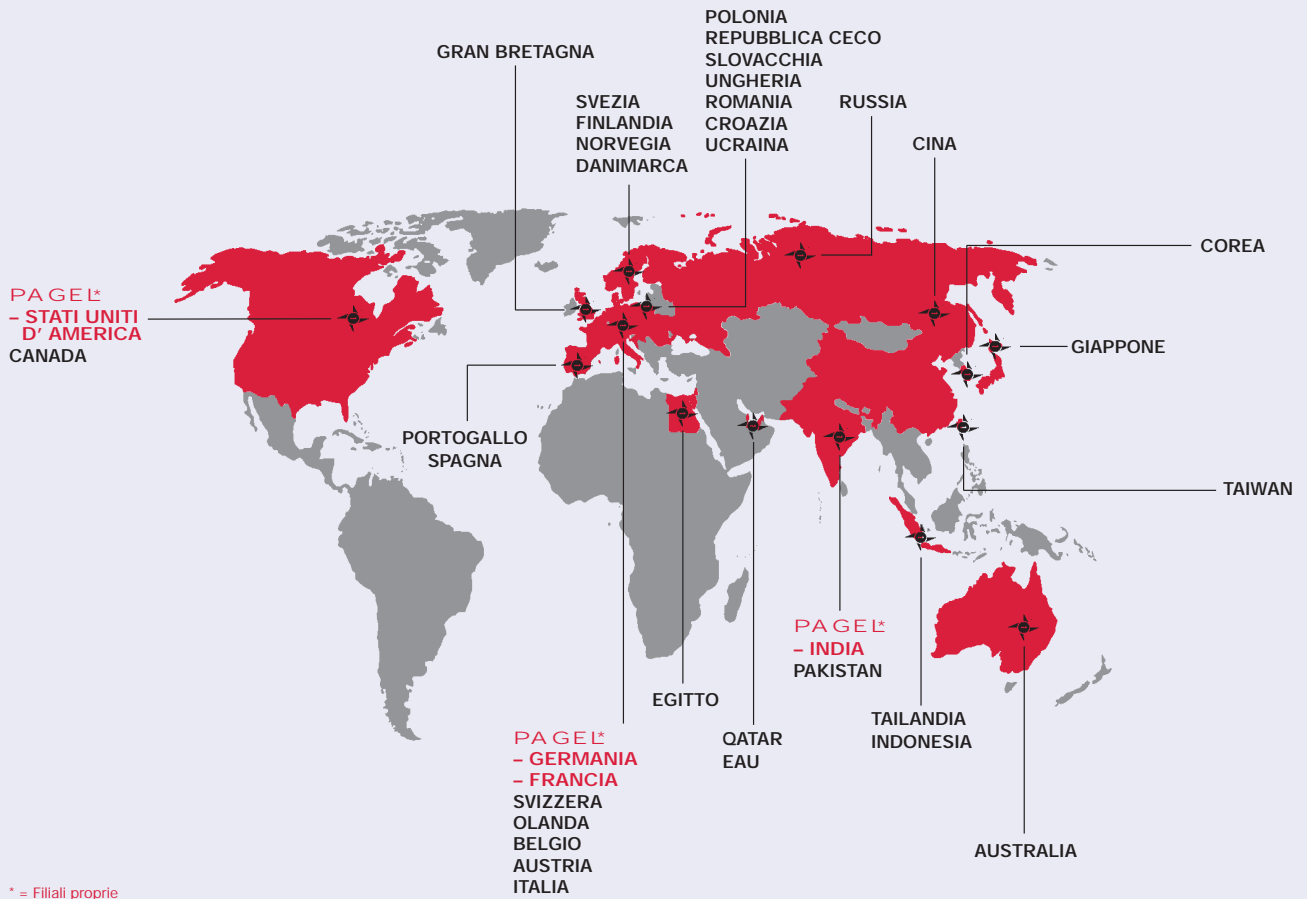 POLONIA
REPUBBLICA CECO
SLOVACCHIA
UNGHERIA
ROMANIA
CROAZIA
UCRAINA
GRAN BRETAGNA
SVEZIA
FINLANDIA
NORVEGIA
DANIMARCA
RUSSIA
CINA
COREA
PAGEL*
– STATI UNITI
D' AMERICA
CANADA
GIAPPONE
PORTOGALLO
SPAGNA
TAIWAN
PAGEL*
– INDIA
PAKISTAN
EGITTO
TAILANDIA
INDONESIA
QATAR
EAU
PAGEL*
– GERMANIA
– FRANCIA
SVIZZERA
OLANDA
BELGIO
AUSTRIA
ITALIA
AUSTRALIA
* = Filiali proprie